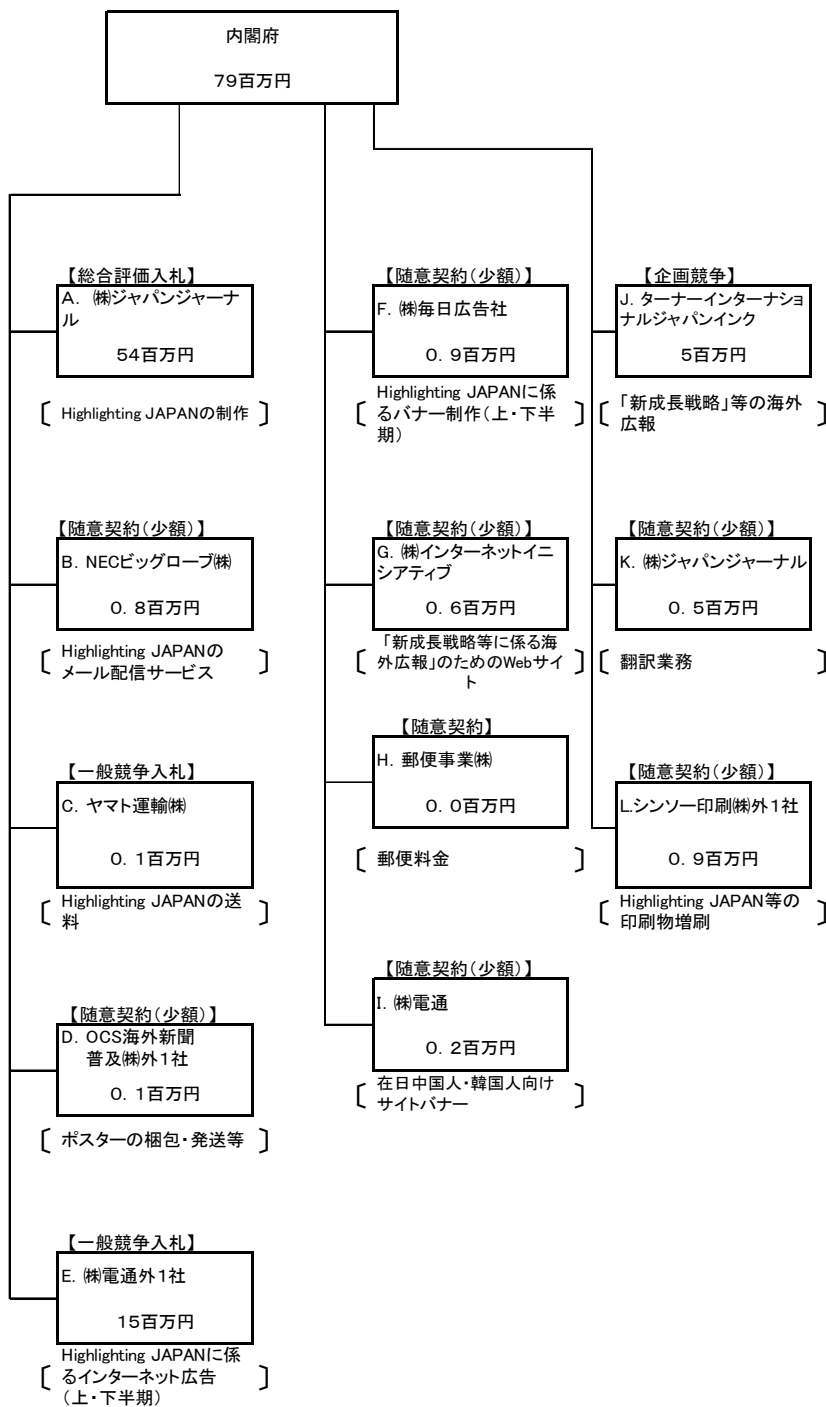 内閣府
79百万円
【総合評価入札】
A. ㈱ジャパンジャーナ
ル
54百万円
Highlighting JAPANの制作
【随意契約(少額)】
B. NECビッグローブ㈱
0. 8百万円
Highlighting JAPANの
メール配信サービス
【一般競争入札】
C. ヤマト運輸㈱
0. 1百万円
Highlighting JAPANの送
料
【随意契約(少額)】
D. OCS海外新聞
普及㈱外1社
0. 1百万円
ポスターの梱包・発送等
【一般競争入札】
E. ㈱電通外1社
15百万円
Highlighting JAPANに係
るインターネット広告
(上・下半期)
【随意契約(少額)】
F. ㈱毎日広告社
0. 9百万円
Highlighting JAPANに係
るバナー制作(上・下半
期)
【随意契約(少額)】
G. ㈱インターネットイニ
シアティブ
0. 6百万円
「新成長戦略等に係る海
外広報」のためのWebサイ
ト
【随意契約】
H. 郵便事業㈱
0. 0百万円
郵便料金
【随意契約(少額)】
I. ㈱電通
0. 2百万円
在日中国人・韓国人向け
サイトバナー
【企画競争】
J. ターナーインターナショ
ナルジャパンインク
5百万円
「新成長戦略」等の海外
広報
【随意契約(少額)】
K. ㈱ジャパンジャーナル
0. 5百万円
翻訳業務
【随意契約(少額)】
L.シンソー印刷㈱外1社
0. 9百万円
Highlighting JAPAN等の
印刷物増刷